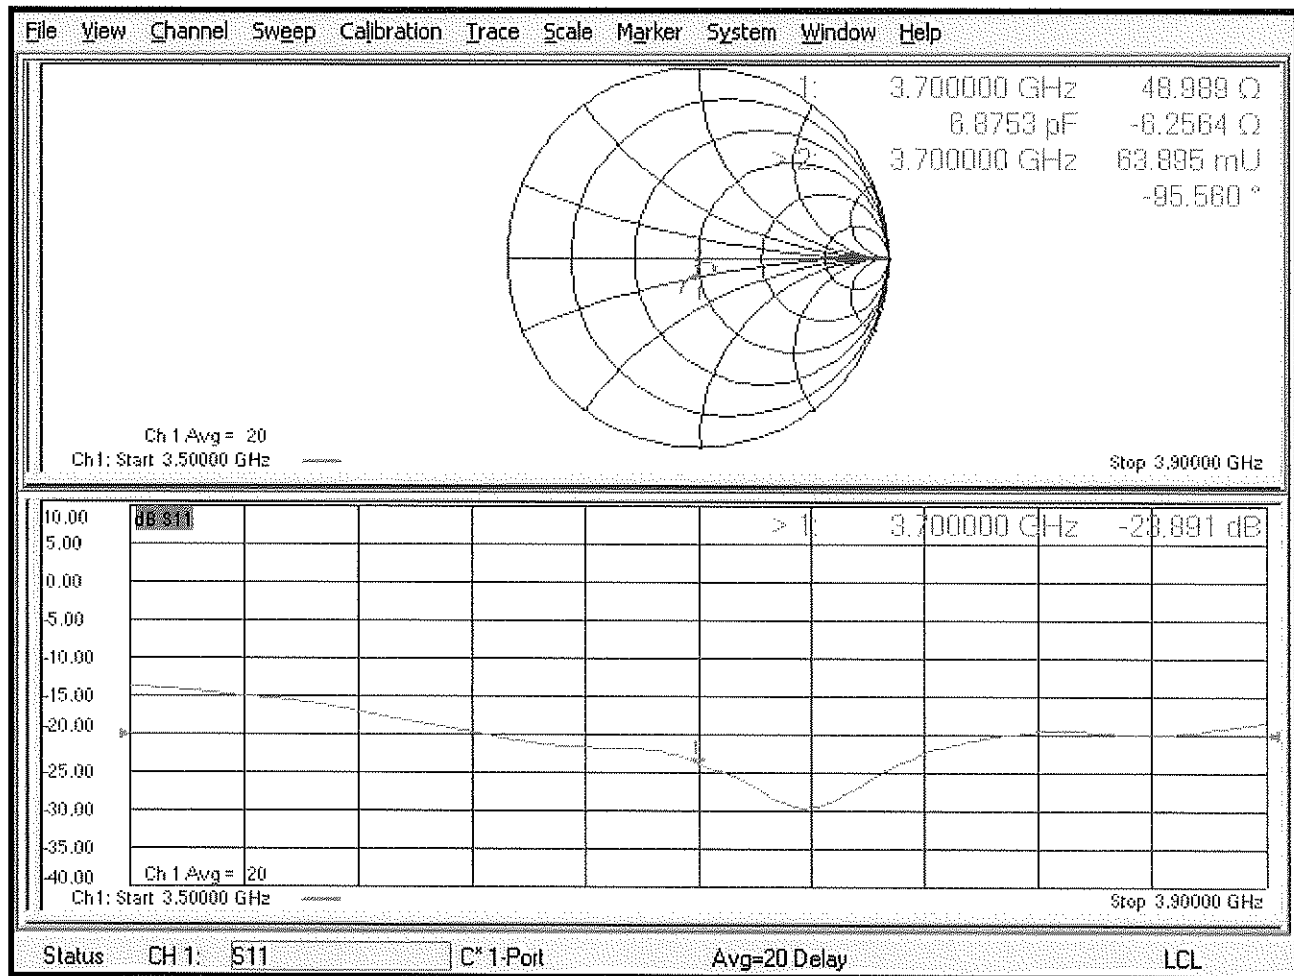 File View Channel Sweep Calibration Trace Scale Marker System Window Help
1: 3.700000 GHz 48.989 Ω
6.8753 pF -6.2564 Ω
> 2: 3.700000 GHz 63.895 mU
-95.560 °
Ch 1 Avg = 20
Ch1: Start 3.50000 GHz Stop 3.90000 GHz
10.00 dB S11 > 1: 3.700000 GHz -23.891 dB
5.00
0.00
-5.00
-10.00
-15.00
-20.00
-25.00
-30.00
-35.00
-40.00 Ch 1 Avg = 20
Ch1: Start 3.50000 GHz Stop 3.90000 GHz
Status CH 1: S11 C* 1-Port Avg=20 Delay LCL